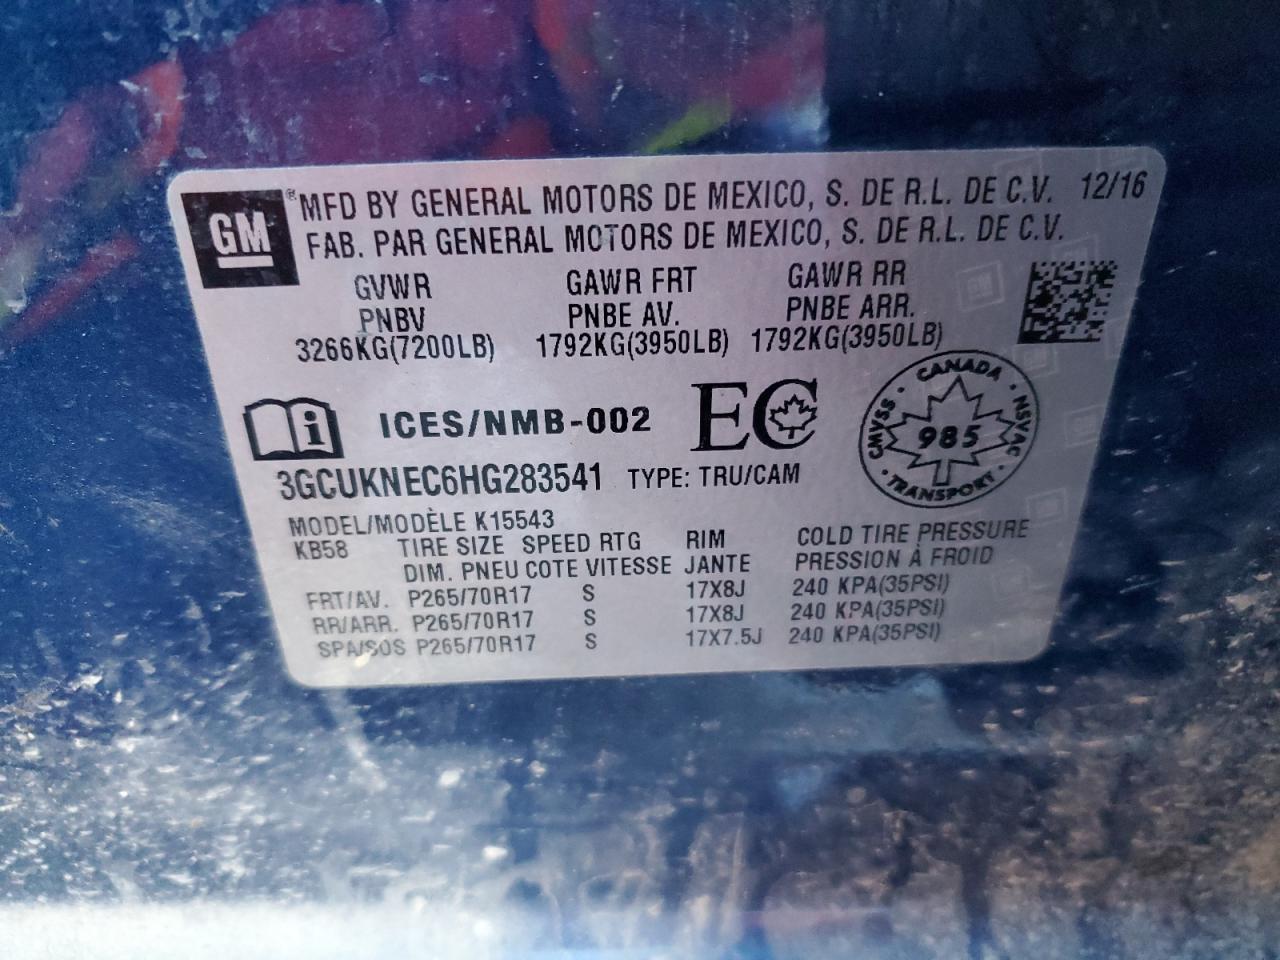 GM ® MFD BY GENERAL MOTORS DE MEXICO, S. DE R.L. DE C.V. 12/16
FAB. PAR GENERAL MOTORS DE MEXICO, S. DE R.L. DE C.V.
GVWR GAWR FRT GAWR RR
PNBV PNBE AV. PNBE ARR.
3266KG(7200LB) 1792KG(3950LB) 1792KG(3950LB)
i ICES/NMB-002 EC
CANADA
CMVSS 985 NSVAC
TRANSPORT
3GCUKNEC6HG283541 TYPE: TRU/CAM
MODEL/MODÈLE K15543
KB58 TIRE SIZE SPEED RTG RIM COLD TIRE PRESSURE
DIM. PNEU COTE VITESSE JANTE PRESSION À FROID
FRT/AV. P265/70R17 S 17X8J 240 KPA(35PSI)
RR/ARR. P265/70R17 S 17X8J 240 KPA(35PSI)
SPA/SOS P265/70R17 S 17X7.5J 240 KPA(35PSI)